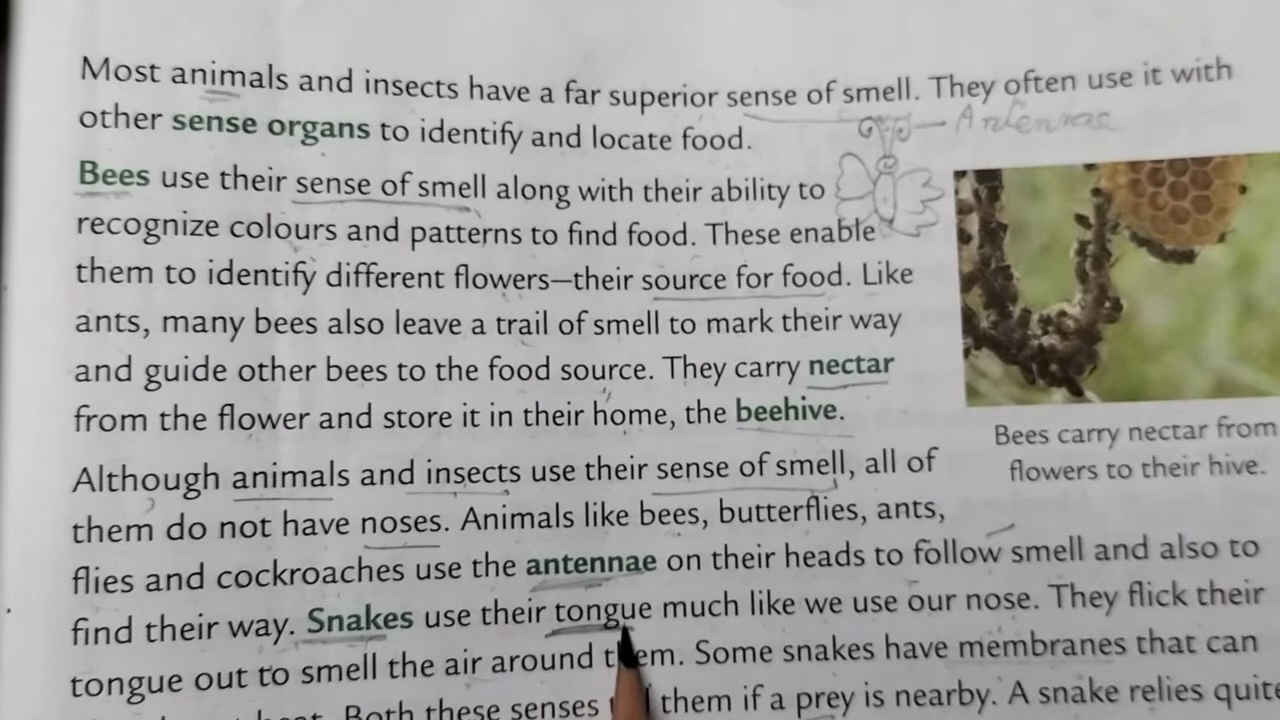 Most animals and insects have a far superior sense of smell. They often use it with
other sense organs to identify and locate food.
Antennae
Bees use their sense of smell along with their ability to
recognize colours and patterns to find food. These enable
them to identify different flowers—their source for food. Like
ants, many bees also leave a trail of smell to mark their way
and guide other bees to the food source. They carry nectar
from the flower and store it in their home, the beehive.
Bees carry nectar from
flowers to their hive.
Although animals and insects use their sense of smell, all of
them do not have noses. Animals like bees, butterflies, ants,
flies and cockroaches use the antennae on their heads to follow smell and also to
find their way. Snakes use their tongue much like we use our nose. They flick their
tongue out to smell the air around them. Some snakes have membranes that can
Both these senses them if a prey is nearby. A snake relies quite